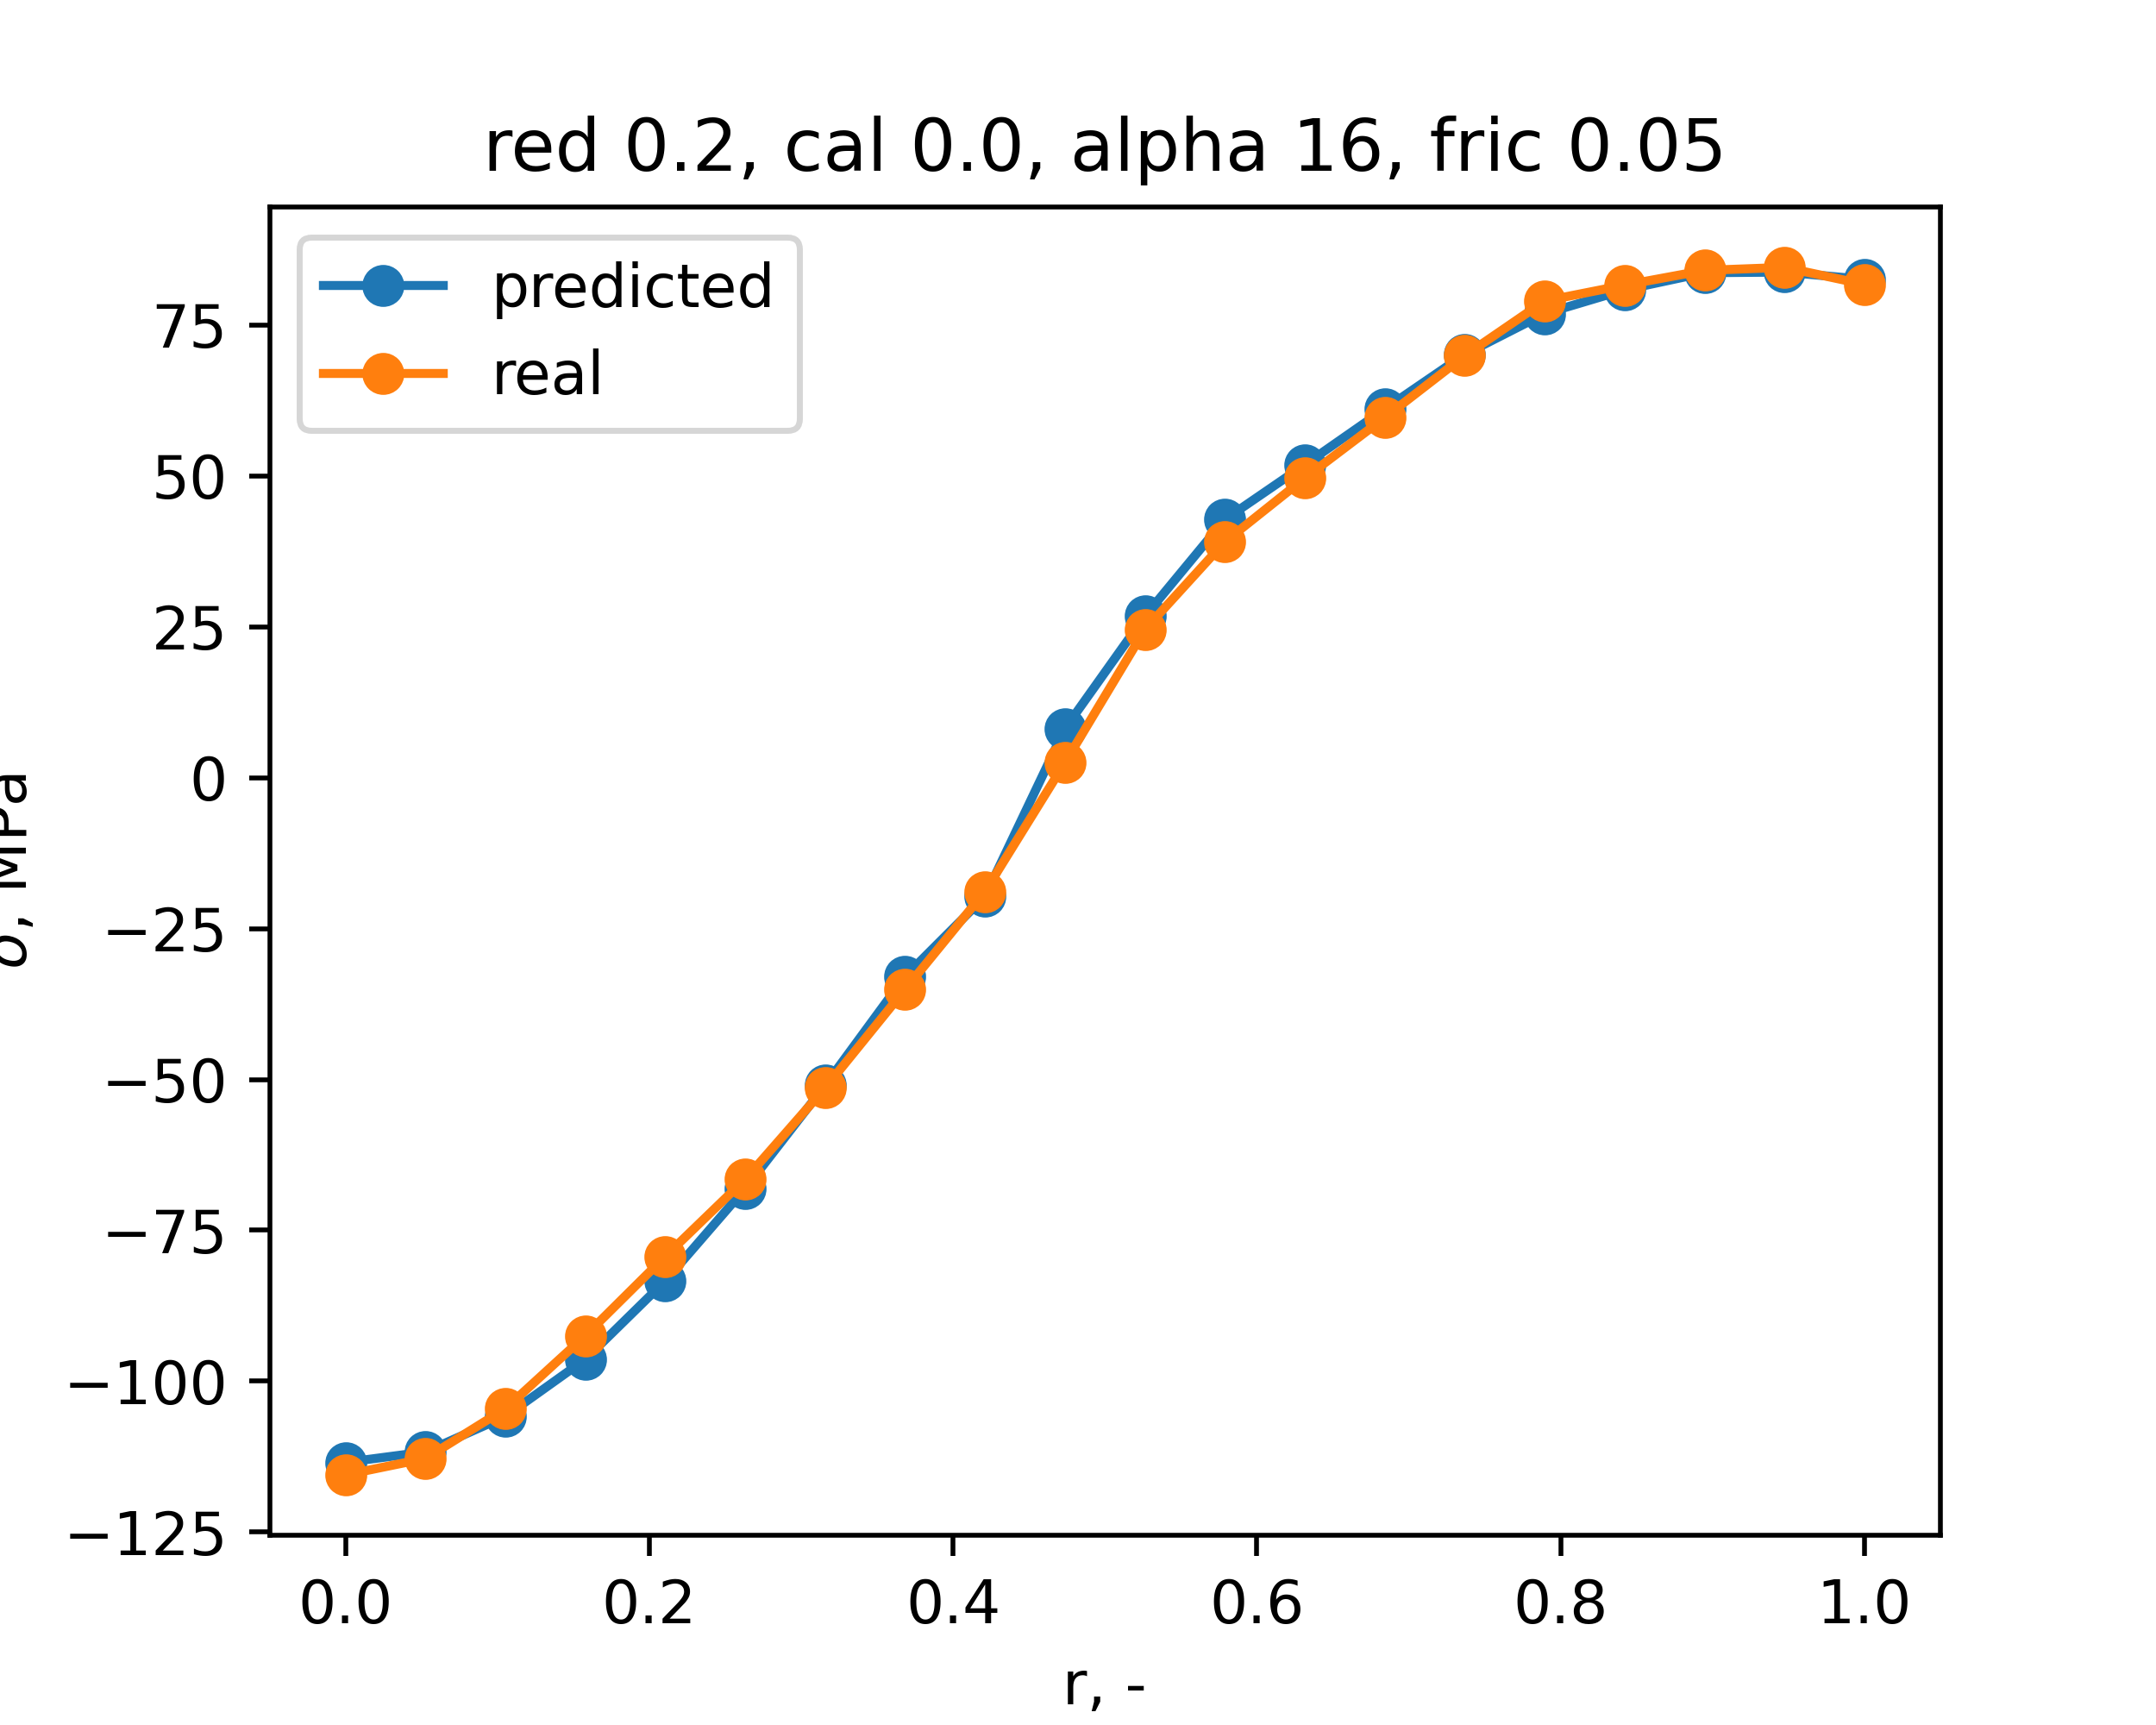 red 0.2, cal 0.0, alpha 16, fric 0.05
predicted
real
75
50
25
0
−25
−50
−75
−100
−125
σ, MPa
0.0 0.2 0.4 0.6 0.8 1.0
r, -